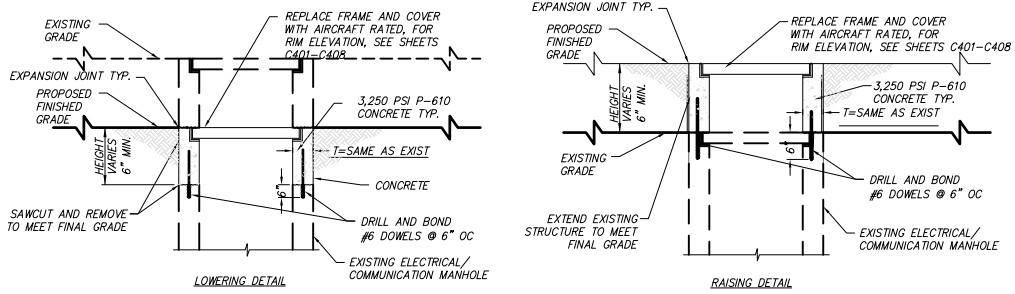 EXISTING
GRADE
REPLACE FRAME AND COVER
WITH AIRCRAFT RATED, FOR
RIM ELEVATION, SEE SHEETS
C401-C408
EXPANSION JOINT TYP.
PROPOSED
FINISHED
GRADE
3,250 PSI P-610
CONCRETE TYP.
HEIGHT
VARIES
6" MIN.
T=SAME AS EXIST
6"
CONCRETE
SAWCUT AND REMOVE
TO MEET FINAL GRADE
DRILL AND BOND
#6 DOWELS @ 6" OC
EXISTING ELECTRICAL/
COMMUNICATION MANHOLE
LOWERING DETAIL
EXPANSION JOINT TYP.
PROPOSED
FINISHED
GRADE
REPLACE FRAME AND COVER
WITH AIRCRAFT RATED, FOR
RIM ELEVATION, SEE SHEETS C401-C408
HEIGHT
VARIES
6" MIN.
3,250 PSI P-610
CONCRETE TYP.
T=SAME AS EXIST
6"
EXISTING
GRADE
DRILL AND BOND
#6 DOWELS @ 6" OC
EXTEND EXISTING
STRUCTURE TO MEET
FINAL GRADE
EXISTING ELECTRICAL/
COMMUNICATION MANHOLE
RAISING DETAIL